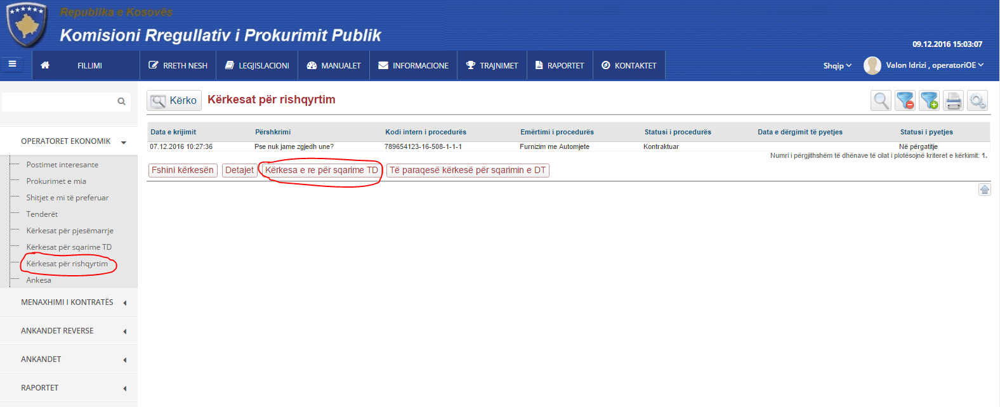 Republika e Kosovës
Komisioni Rregullativ i Prokurimit Publik
09.12.2016 15:03:07
FILLIMI RRETH NESH LEGJISLACIONI MANUALET INFORMACIONE TRAJNIMET RAPORTET KONTAKTET Shqip Valon Idrizi , operatoriOE
Kërko Kërkesat për rishqyrtim
OPERATORET EKONOMIK
Postimet interesante
Prokurimet e mia
Shitjet e mi të preferuar
Tenderët
Kërkesat për pjesëmarrje
Kërkesat për sqarime TD
Kërkesat për rishqyrtim
Ankesa
MENAXHIMI I KONTRATËS
ANKANDET REVERSE
ANKANDET
RAPORTET
Data e krijimit Përshkrimi Kodi intern i procedurës Emërtimi i procedurës Statusi i procedurës Data e dërgimit të pyetjes Statusi i pyetjes
07.12.2016 10:27:36 Pse nuk jame zgjedh une? 789654123-16-508-1-1-1 Furnizim me Automjete Kontraktuar Në përgatitje
Numri i përgjithshëm të dhënave të cilat i plotësojnë kriteret e kërkimit: 1.
Fshini kërkesën Detajet Kërkesa e re për sqarime TD Të paraqesë kërkesë për sqarimin e DT